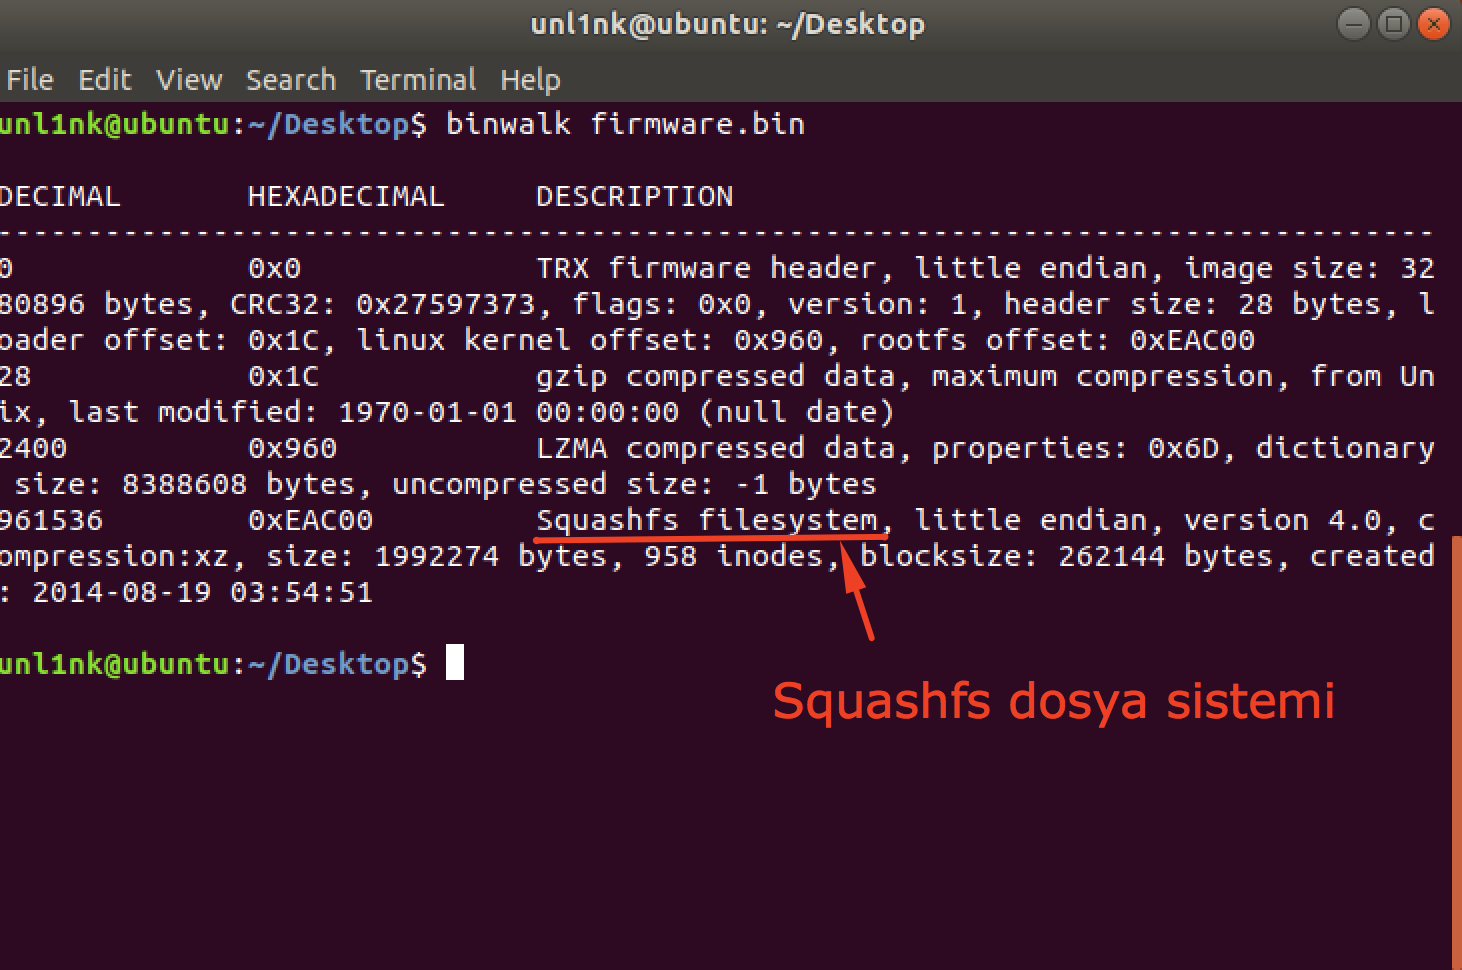 unl1nk@ubuntu: ~/Desktop
File Edit View Search Terminal Help
unl1nk@ubuntu:~/Desktop$ binwalk firmware.bin
DECIMAL HEXADECIMAL DESCRIPTION
--------------------------------------------------------------------------------
0 0x0 TRX firmware header, little endian, image size: 32
80896 bytes, CRC32: 0x27597373, flags: 0x0, version: 1, header size: 28 bytes, l
oader offset: 0x1C, linux kernel offset: 0x960, rootfs offset: 0xEAC00
28 0x1C gzip compressed data, maximum compression, from Un
ix, last modified: 1970-01-01 00:00:00 (null date)
2400 0x960 LZMA compressed data, properties: 0x6D, dictionary
size: 8388608 bytes, uncompressed size: -1 bytes
961536 0xEAC00 Squashfs filesystem, little endian, version 4.0, c
ompression:xz, size: 1992274 bytes, 958 inodes, blocksize: 262144 bytes, created
: 2014-08-19 03:54:51
unl1nk@ubuntu:~/Desktop$
Squashfs dosya sistemi